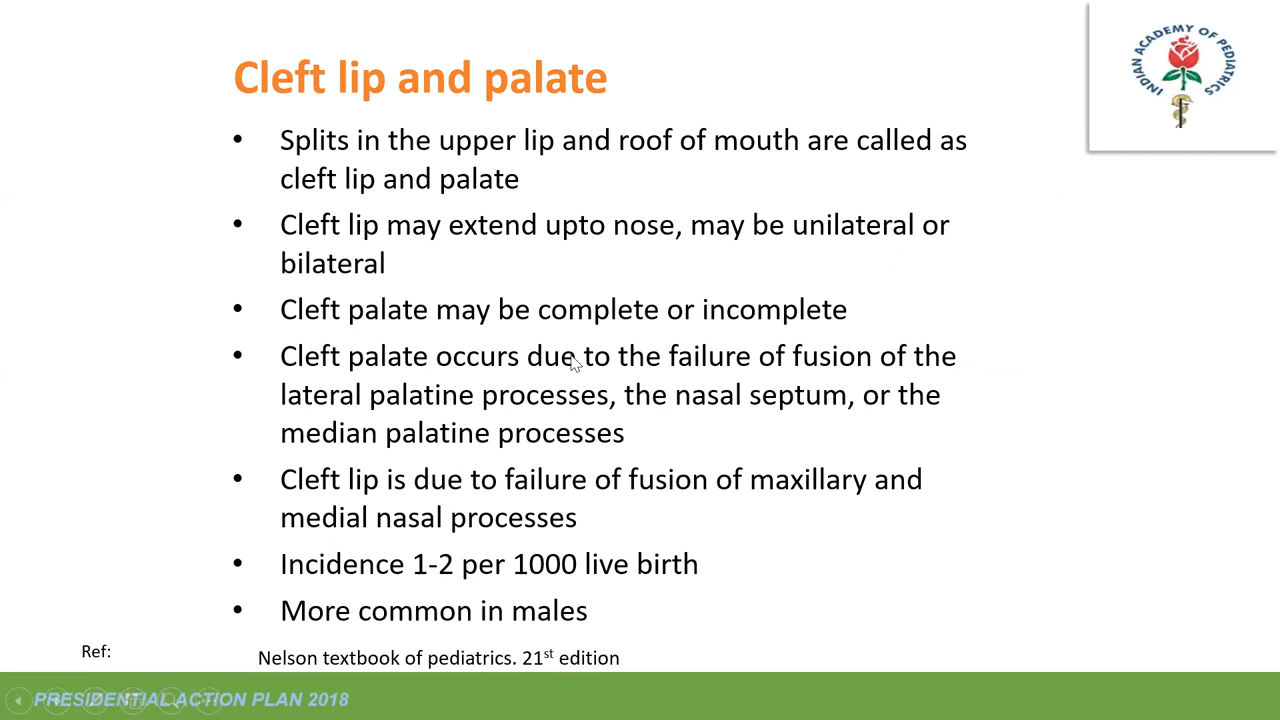 INDIAN ACADEMY OF PEDIATRICS
Cleft lip and palate
• Splits in the upper lip and roof of mouth are called as
cleft lip and palate
• Cleft lip may extend upto nose, may be unilateral or
bilateral
• Cleft palate may be complete or incomplete
• Cleft palate occurs due to the failure of fusion of the
lateral palatine processes, the nasal septum, or the
median palatine processes
• Cleft lip is due to failure of fusion of maxillary and
medial nasal processes
• Incidence 1-2 per 1000 live birth
• More common in males
Ref:
Nelson textbook of pediatrics. 21st edition
PRESIDENTIAL ACTION PLAN 2018